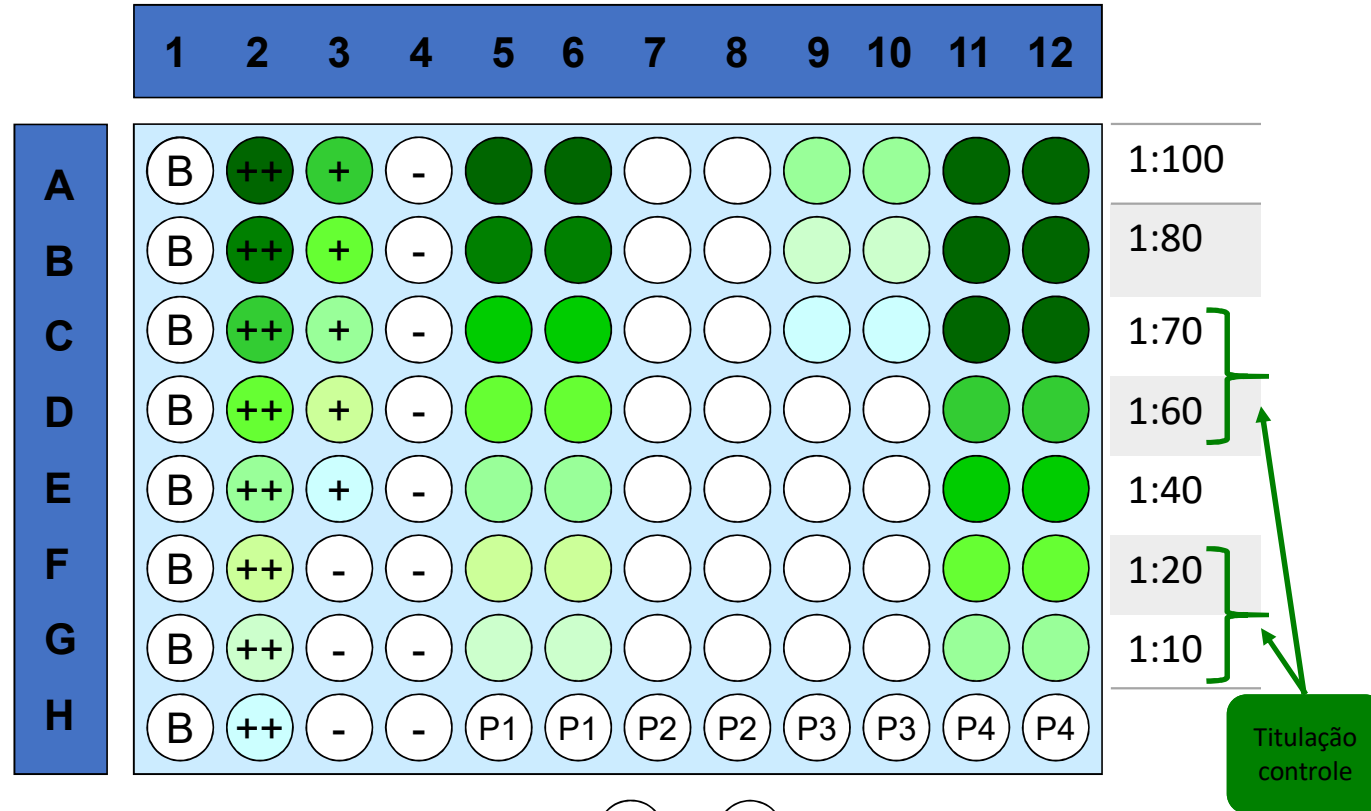 1 2 3 4 5 6 7 8 9 10 11 12
A B ++ + - 1:100
B B ++ + - 1:80
C B ++ + - 1:70
D B ++ + - 1:60
E B ++ + - 1:40
F B ++ - - 1:20
G B ++ - - 1:10
H B ++ - - P1 P1 P2 P2 P3 P3 P4 P4
Titulação
controle